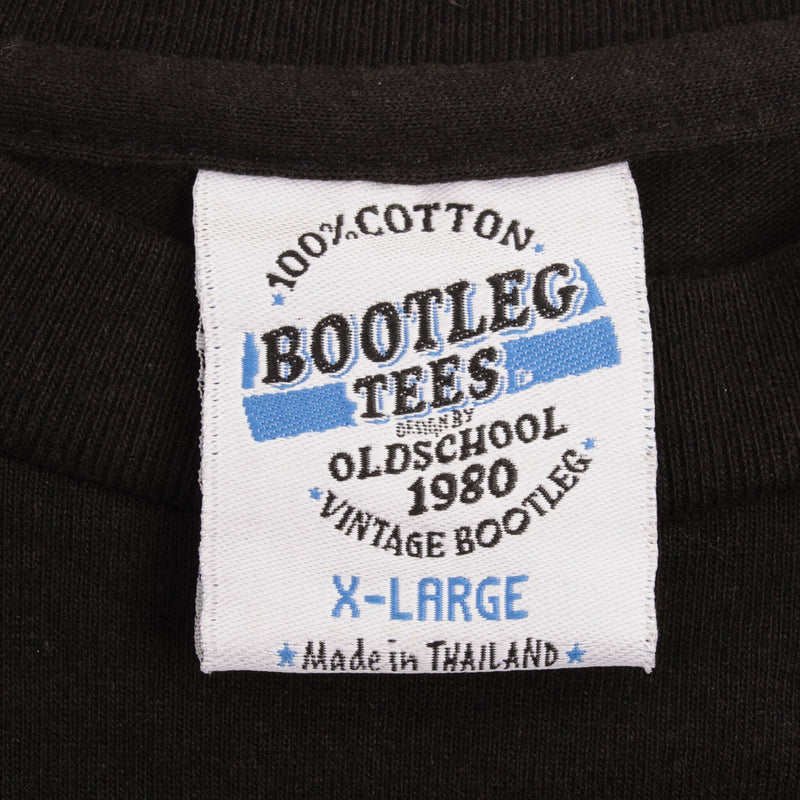 100% COTTON
BOOTLEG
TEES
DESIGN BY
OLDSCHOOL
1980
VINTAGE BOOTLEG
X-LARGE
Made in THAILAND